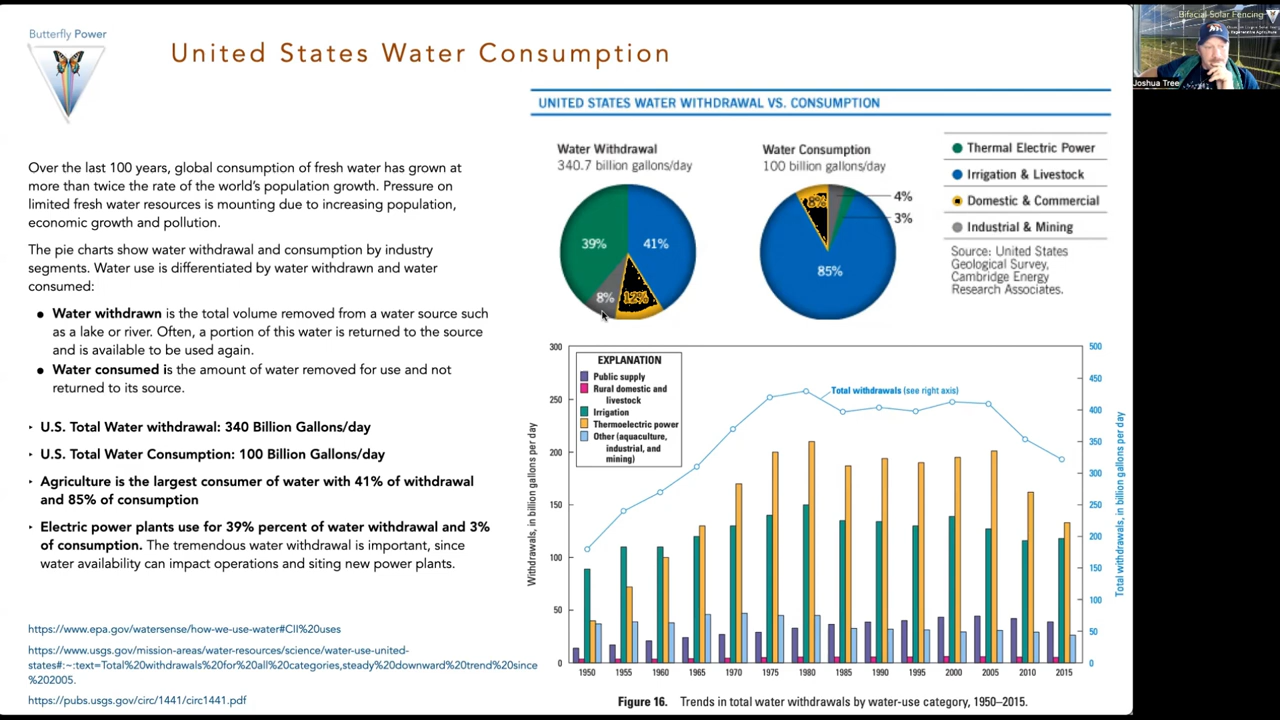 Butterfly Power
United States Water Consumption
Over the last 100 years, global consumption of fresh water has grown at
more than twice the rate of the world's population growth. Pressure on
limited fresh water resources is mounting due to increasing population,
economic growth and pollution.
The pie charts show water withdrawal and consumption by industry
segments. Water use is differentiated by water withdrawn and water
consumed:
● Water withdrawn is the total volume removed from a water source such
as a lake or river. Often, a portion of this water is returned to the source
and is available to be used again.
● Water consumed is the amount of water removed for use and not
returned to its source.
‣ U.S. Total Water withdrawal: 340 Billion Gallons/day
‣ U.S. Total Water Consumption: 100 Billion Gallons/day
‣ Agriculture is the largest consumer of water with 41% of withdrawal
and 85% of consumption
‣ Electric power plants use for 39% percent of water withdrawal and 3%
of consumption. The tremendous water withdrawal is important, since
water availability can impact operations and siting new power plants.
https://www.epa.gov/watersense/how-we-use-water#CII%20uses
https://www.usgs.gov/mission-areas/water-resources/science/water-use-united-
states#:~:text=Total%20withdrawals%20for%20all%20categories,steady%20downward%20trend%20since
%202005.
https://pubs.usgs.gov/circ/1441/circ1441.pdf
UNITED STATES WATER WITHDRAWAL VS. CONSUMPTION
Water Withdrawal
340.7 billion gallons/day
39%
41%
8%
12%
Water Consumption
100 billion gallons/day
8%
4%
3%
85%
Thermal Electric Power
Irrigation & Livestock
Domestic & Commercial
Industrial & Mining
Source: United States
Geological Survey,
Cambridge Energy
Research Associates.
EXPLANATION
Public supply
Rural domestic and
livestock
Irrigation
Thermoelectric power
Other (aquaculture,
industrial, and
mining)
Total withdrawals (see right axis)
Withdrawals, in billion gallons per day
300
250
200
150
100
50
0
Total withdrawals, in billion gallons per day
500
450
400
350
300
250
200
150
100
50
0
1950 1955 1960 1965 1970 1975 1980 1985 1990 1995 2000 2005 2010 2015
Figure 16. Trends in total water withdrawals by water-use category, 1950–2015.
Bifacial Solar Fencing
Joshua Tree